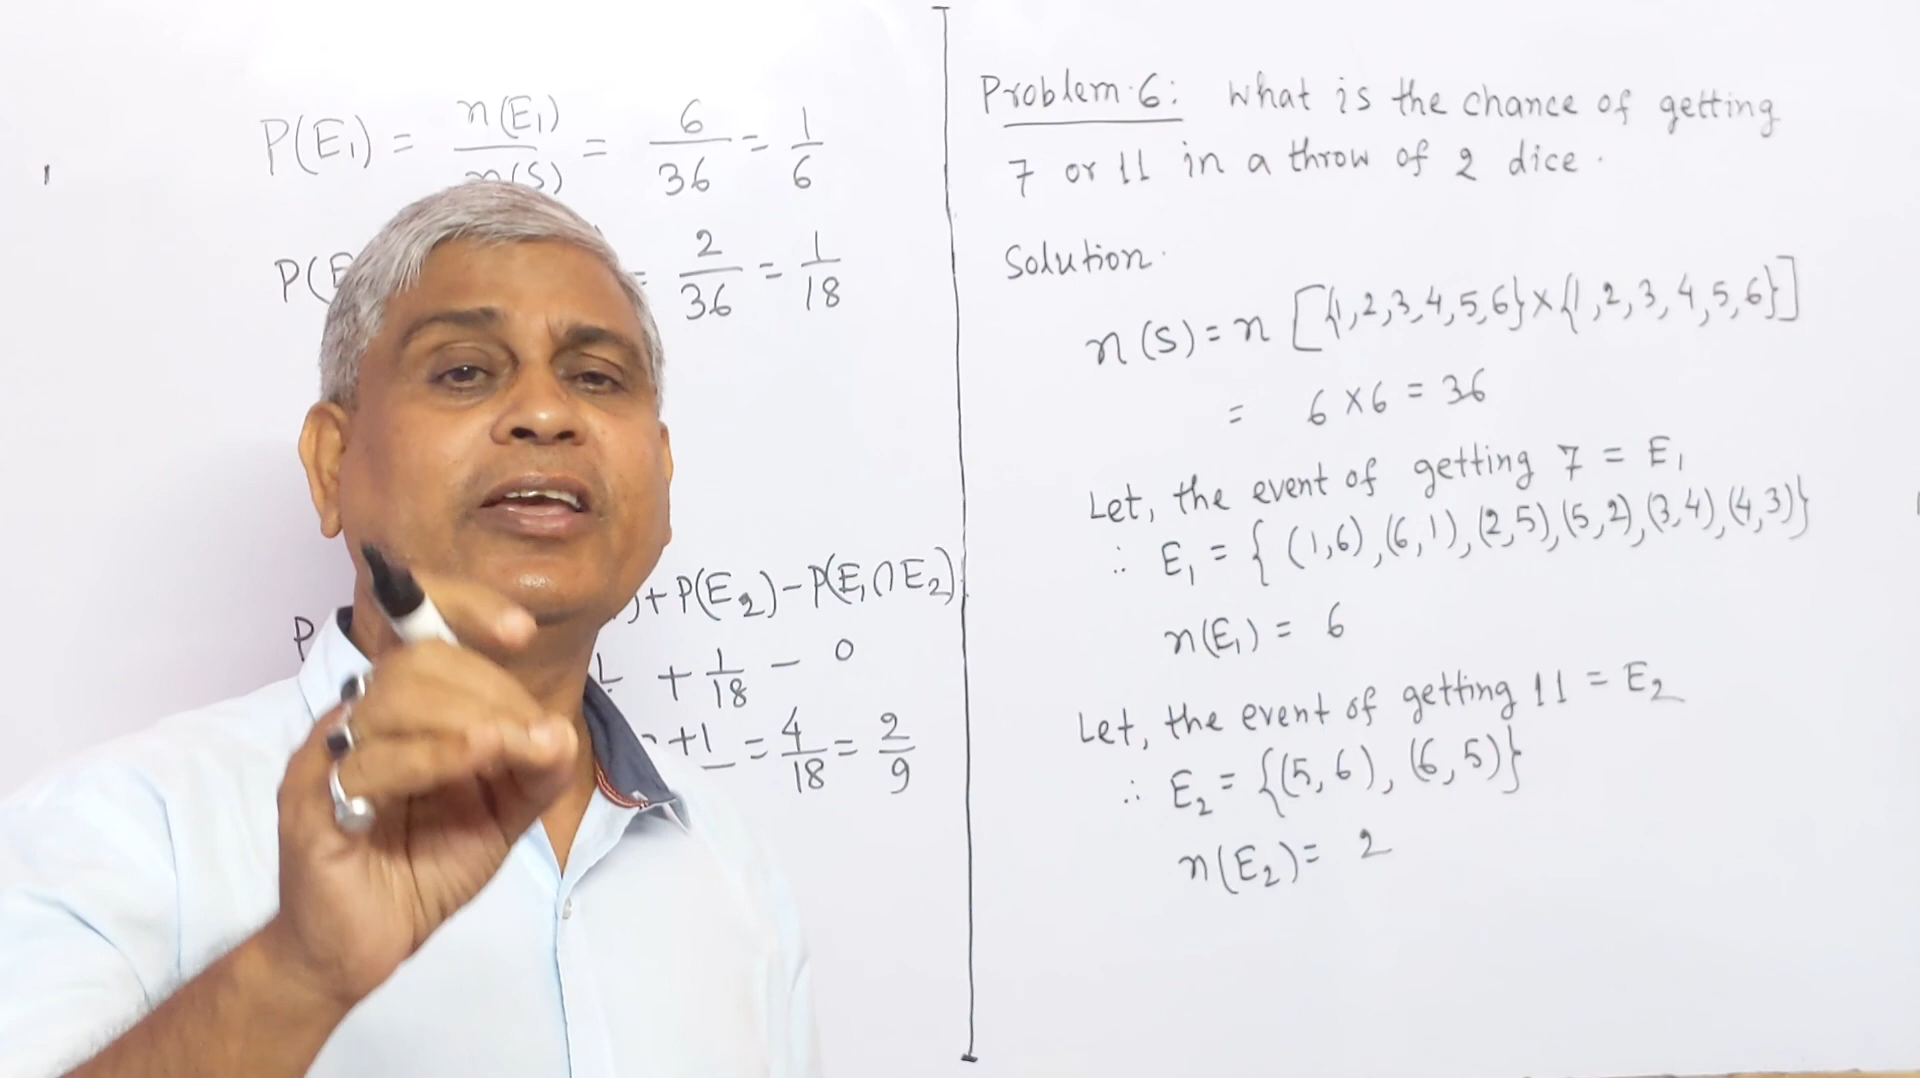 P(E₁) = n(E₁)/n(S) = 6/36 = 1/6
P(E = 2/36 = 1/18
P )+P(E₂)-P(E₁∩E₂)
+ 1/18 - 0
+1 = 4/18 = 2/9
Problem.6: What is the chance of getting
7 or 11 in a throw of 2 dice.
Solution.
n(S) = n [{1,2,3,4,5,6}×{1,2,3,4,5,6}]
= 6×6 = 36
Let, the event of getting 7 = E₁
∴ E₁ = { (1,6),(6,1),(2,5),(5,2),(3,4),(4,3)}
n(E₁) = 6
Let, the event of getting 11 = E₂
∴ E₂ = {(5,6), (6,5)}
n(E₂) = 2